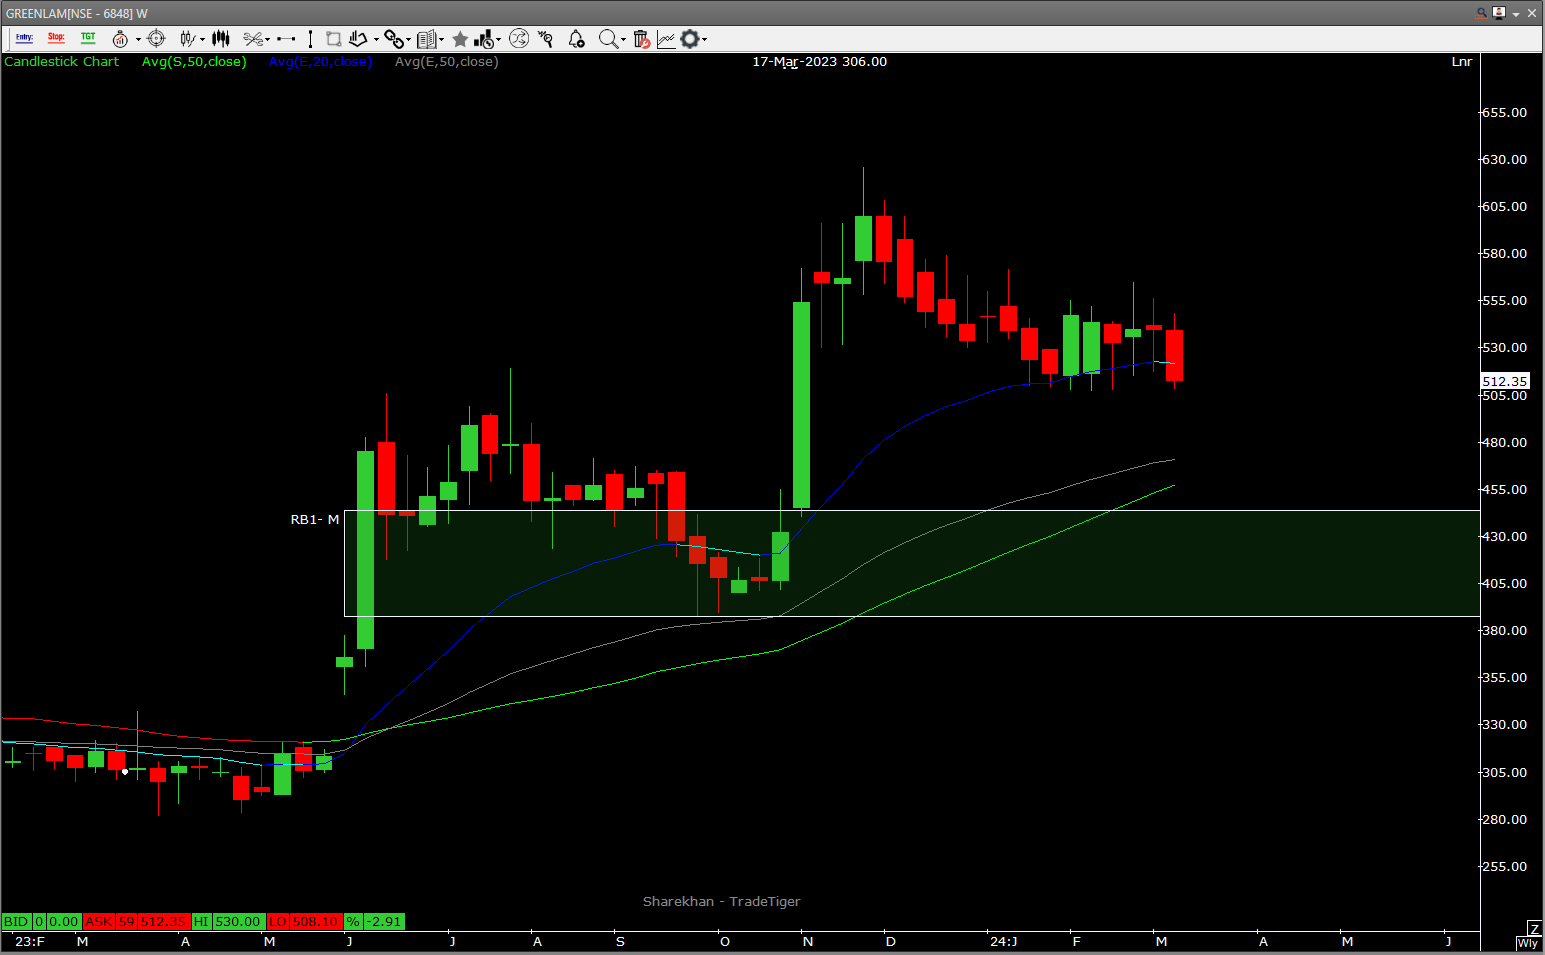 GREENLAM[NSE - 6848] W
Entry: Stop: TGT
Candlestick Chart Avg(S,50,close) Avg(E,20,close) Avg(E,50,close) 17-Mar-2023 306.00 Lnr
655.00
630.00
605.00
580.00
555.00
530.00
512.35
505.00
480.00
455.00
RB1- M
430.00
405.00
380.00
355.00
330.00
305.00
280.00
255.00
Sharekhan - TradeTiger
BID 0 0.00 ASK 59 512.35 HI 530.00 LO 508.10 % -2.91
Z
23:F M A M J J A S O N D 24:J F M A M J
Wly